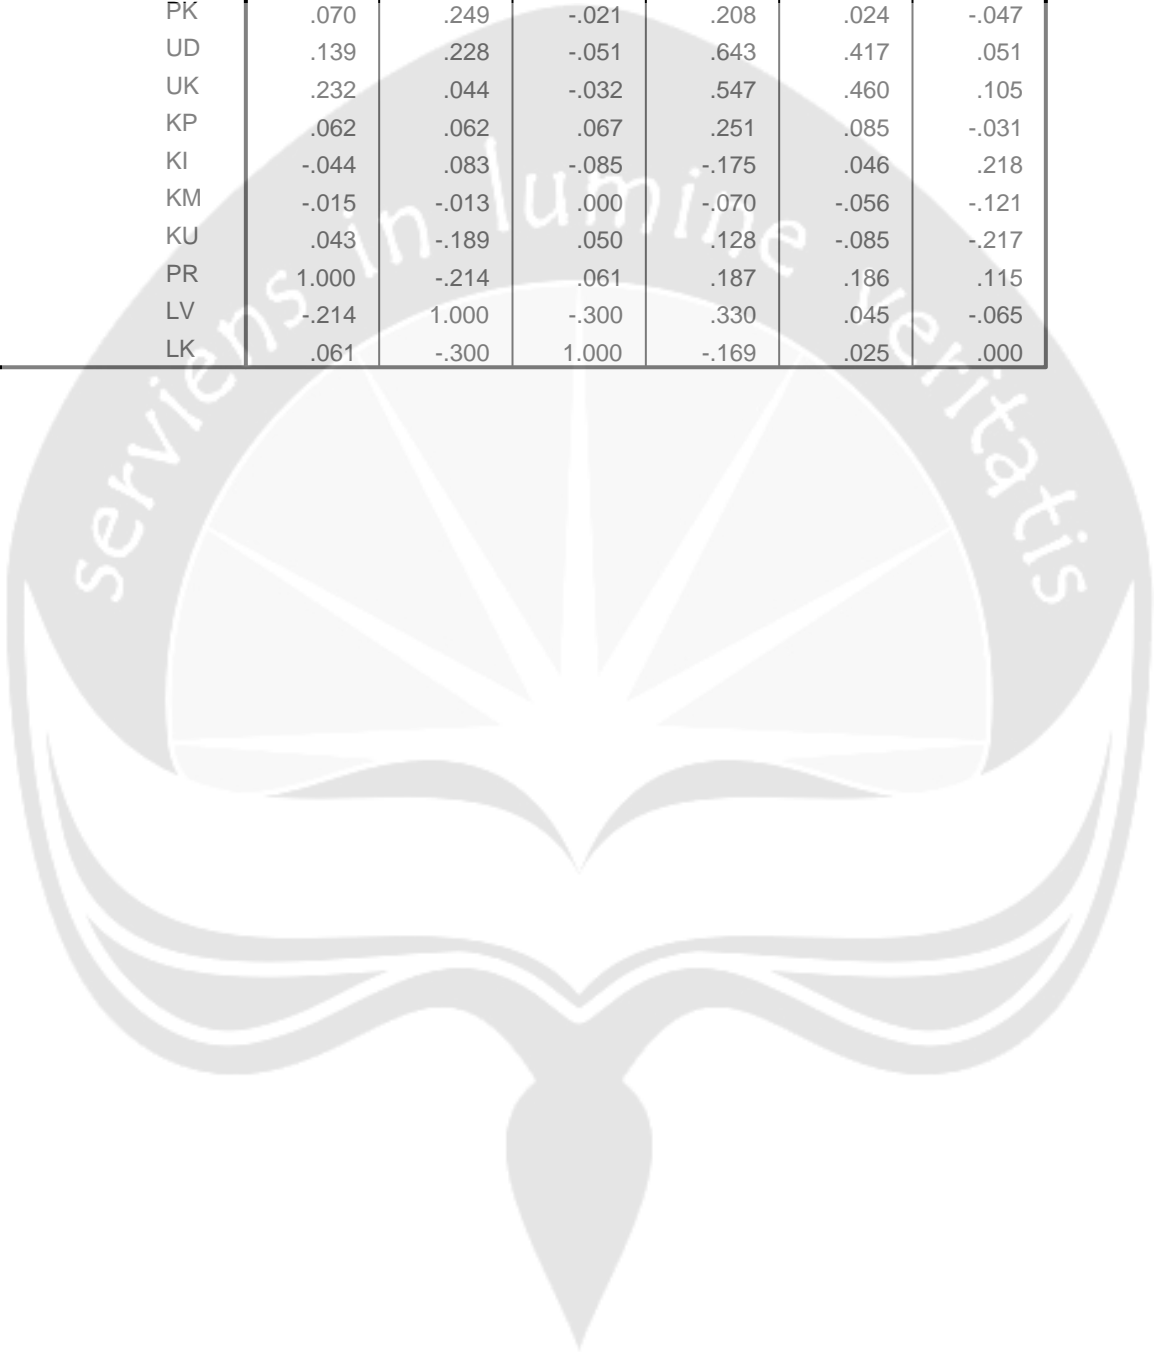 PK .070 .249 -.021 .208 .024 -.047
UD .139 .228 -.051 .643 .417 .051
UK .232 .044 -.032 .547 .460 .105
KP .062 .062 .067 .251 .085 -.031
KI -.044 .083 -.085 -.175 .046 .218
KM -.015 -.013 .000 -.070 -.056 -.121
KU .043 -.189 .050 .128 -.085 -.217
PR 1.000 -.214 .061 .187 .186 .115
LV -.214 1.000 -.300 .330 .045 -.065
LK .061 -.300 1.000 -.169 .025 .000
serviens in lumine veritatis